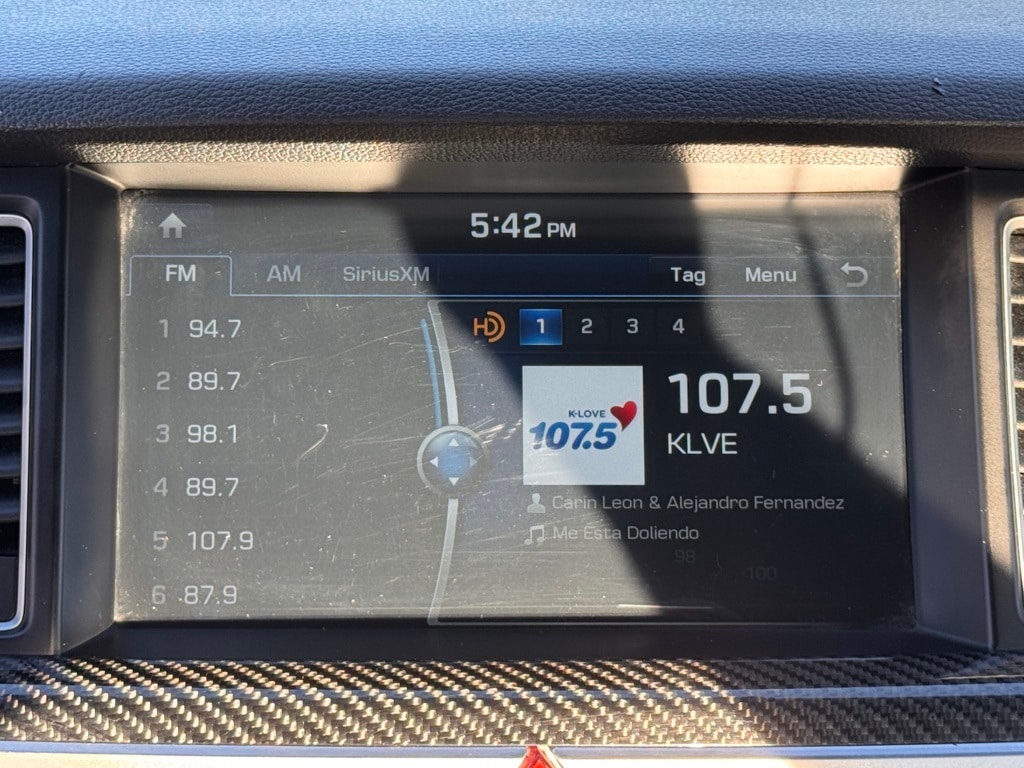 5:42 PM
FM AM SiriusXM Tag Menu
HD 1 2 3 4
1 94.7
2 89.7
3 98.1
4 89.7
5 107.9
6 87.9
K-LOVE
107.5
107.5
KLVE
Carin Leon & Alejandro Fernandez
Me Esta Doliendo
98
100